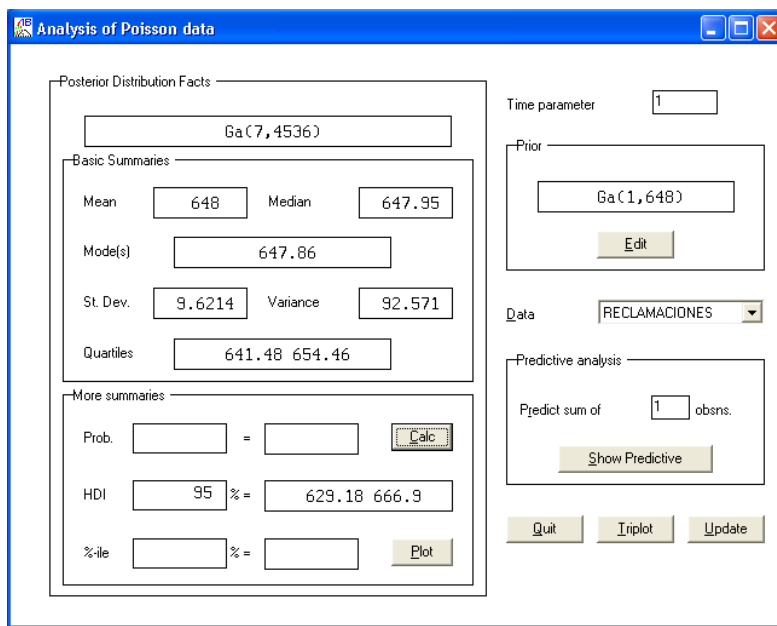 Analysis of Poisson data
Posterior Distribution Facts
Ga(7,4536)
Basic Summaries
Mean 648 Median 647.95
Mode(s) 647.86
St. Dev. 9.6214 Variance 92.571
Quartiles 641.48 654.46
More summaries
Prob. = Calc
HDI 95 % = 629.18 666.9
%-ile % = Plot
Time parameter 1
Prior
Ga(1,648)
Edit
Data RECLAMACIONES
Predictive analysis
Predict sum of 1 obsns.
Show Predictive
Quit Triplot Update